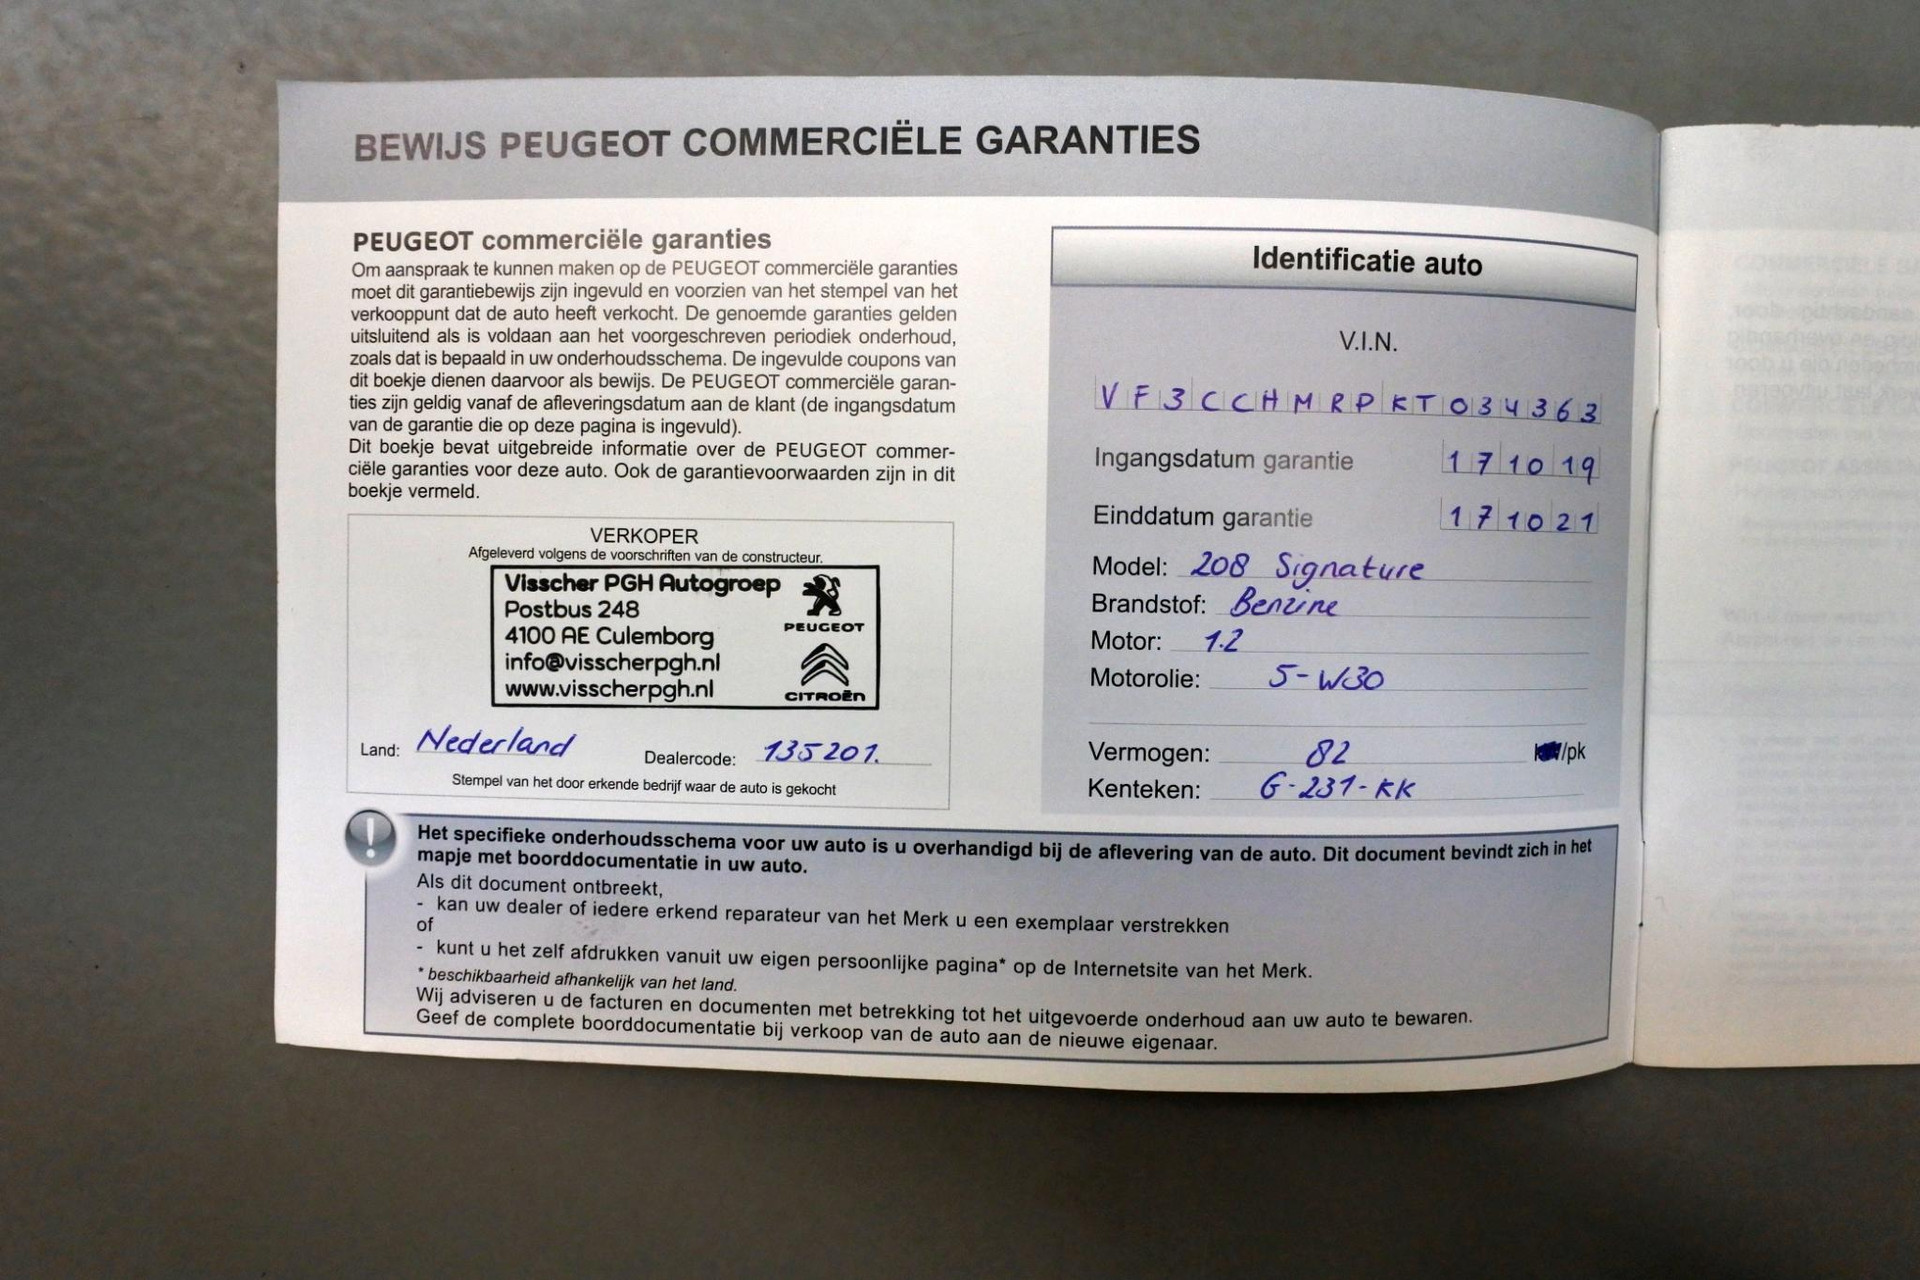 BEWIJS PEUGEOT COMMERCIËLE GARANTIES
PEUGEOT commerciële garanties
Om aanspraak te kunnen maken op de PEUGEOT commerciële garanties
moet dit garantiebewijs zijn ingevuld en voorzien van het stempel van het
verkooppunt dat de auto heeft verkocht. De genoemde garanties gelden
uitsluitend als is voldaan aan het voorgeschreven periodiek onderhoud,
zoals dat is bepaald in uw onderhoudsschema. De ingevulde coupons van
dit boekje dienen daarvoor als bewijs. De PEUGEOT commerciële garan-
ties zijn geldig vanaf de afleveringsdatum aan de klant (de ingangsdatum
van de garantie die op deze pagina is ingevuld).
Dit boekje bevat uitgebreide informatie over de PEUGEOT commer-
ciële garanties voor deze auto. Ook de garantievoorwaarden zijn in dit
boekje vermeld.
VERKOPER
Afgeleverd volgens de voorschriften van de constructeur.
Visscher PGH Autogroep
Postbus 248
4100 AE Culemborg
info@visscherpgh.nl
www.visscherpgh.nl
PEUGEOT
CITROËN
Land: Nederland Dealercode: 135201.
Stempel van het door erkende bedrijf waar de auto is gekocht
Identificatie auto
V.I.N.
VF3CCHMRPKT034363
Ingangsdatum garantie 171019
Einddatum garantie 171021
Model: 208 Signature
Brandstof: Benzine
Motor: 1.2
Motorolie: 5-W30
Vermogen: 82 /pk
Kenteken: G-231-KK
Het specifieke onderhoudsschema voor uw auto is u overhandigd bij de aflevering van de auto. Dit document bevindt zich in het
mapje met boorddocumentatie in uw auto.
Als dit document ontbreekt,
- kan uw dealer of iedere erkend reparateur van het Merk u een exemplaar verstrekken
of
- kunt u het zelf afdrukken vanuit uw eigen persoonlijke pagina* op de Internetsite van het Merk.
* beschikbaarheid afhankelijk van het land.
Wij adviseren u de facturen en documenten met betrekking tot het uitgevoerde onderhoud aan uw auto te bewaren.
Geef de complete boorddocumentatie bij verkoop van de auto aan de nieuwe eigenaar.